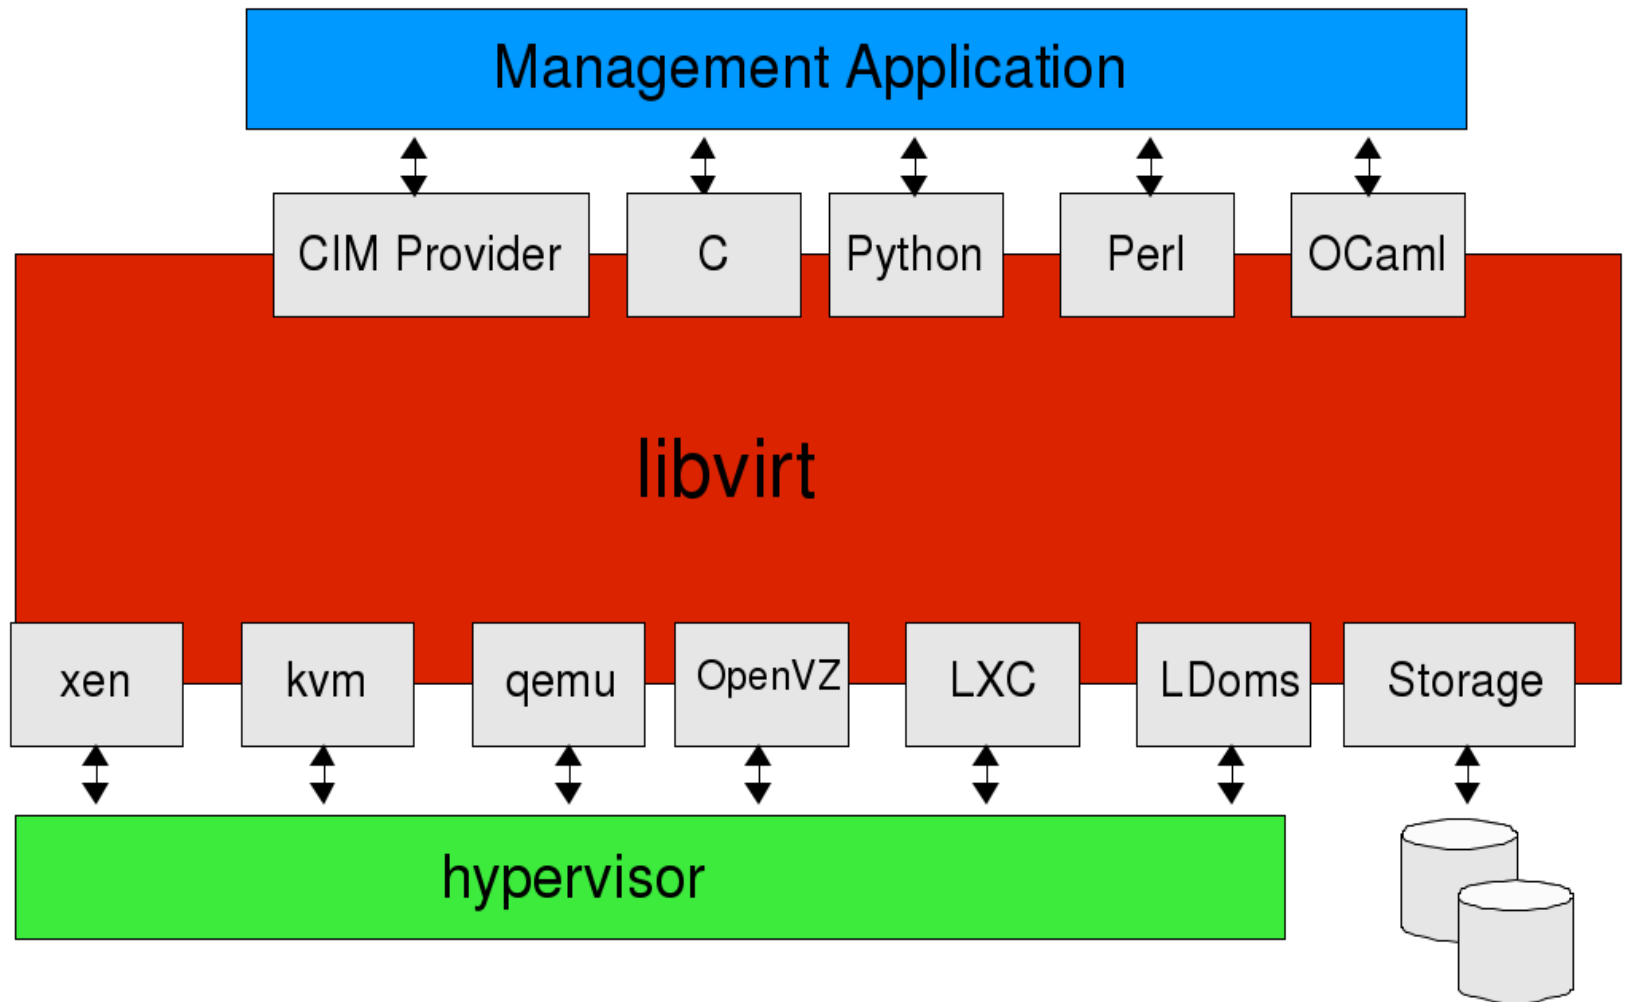 Management Application
CIM Provider
C
Python
Perl
OCaml
libvirt
xen
kvm
qemu
OpenVZ
LXC
LDoms
Storage
hypervisor